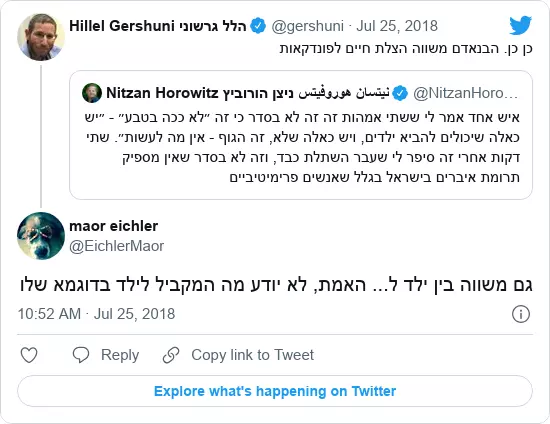 Hillel Gershuni הלל גרשוני @gershuni · Jul 25, 2018
כן כן. הבנאדם משווה הצלת חיים לפונדקאות
Nitzan Horowitz ניצן הורוביץ نيتسان هوروفيتس @NitzanHoro…
איש אחד אמר לי ששתי אמהות זה זה לא בסדר כי זה ״לא ככה בטבע״ - ״יש
כאלה שיכולים להביא ילדים, ויש כאלה שלא, זה הגוף - אין מה לעשות״. שתי
דקות אחרי זה סיפר לי שעבר השתלת כבד, וזה לא בסדר שאין מספיק
תרומת איברים בישראל בגלל שאנשים פרימיטיביים
maor eichler
@EichlerMaor
גם משווה בין ילד ל... האמת, לא יודע מה המקביל לילד בדוגמא שלו
10:52 AM · Jul 25, 2018
Reply
Copy link to Tweet
Explore what's happening on Twitter